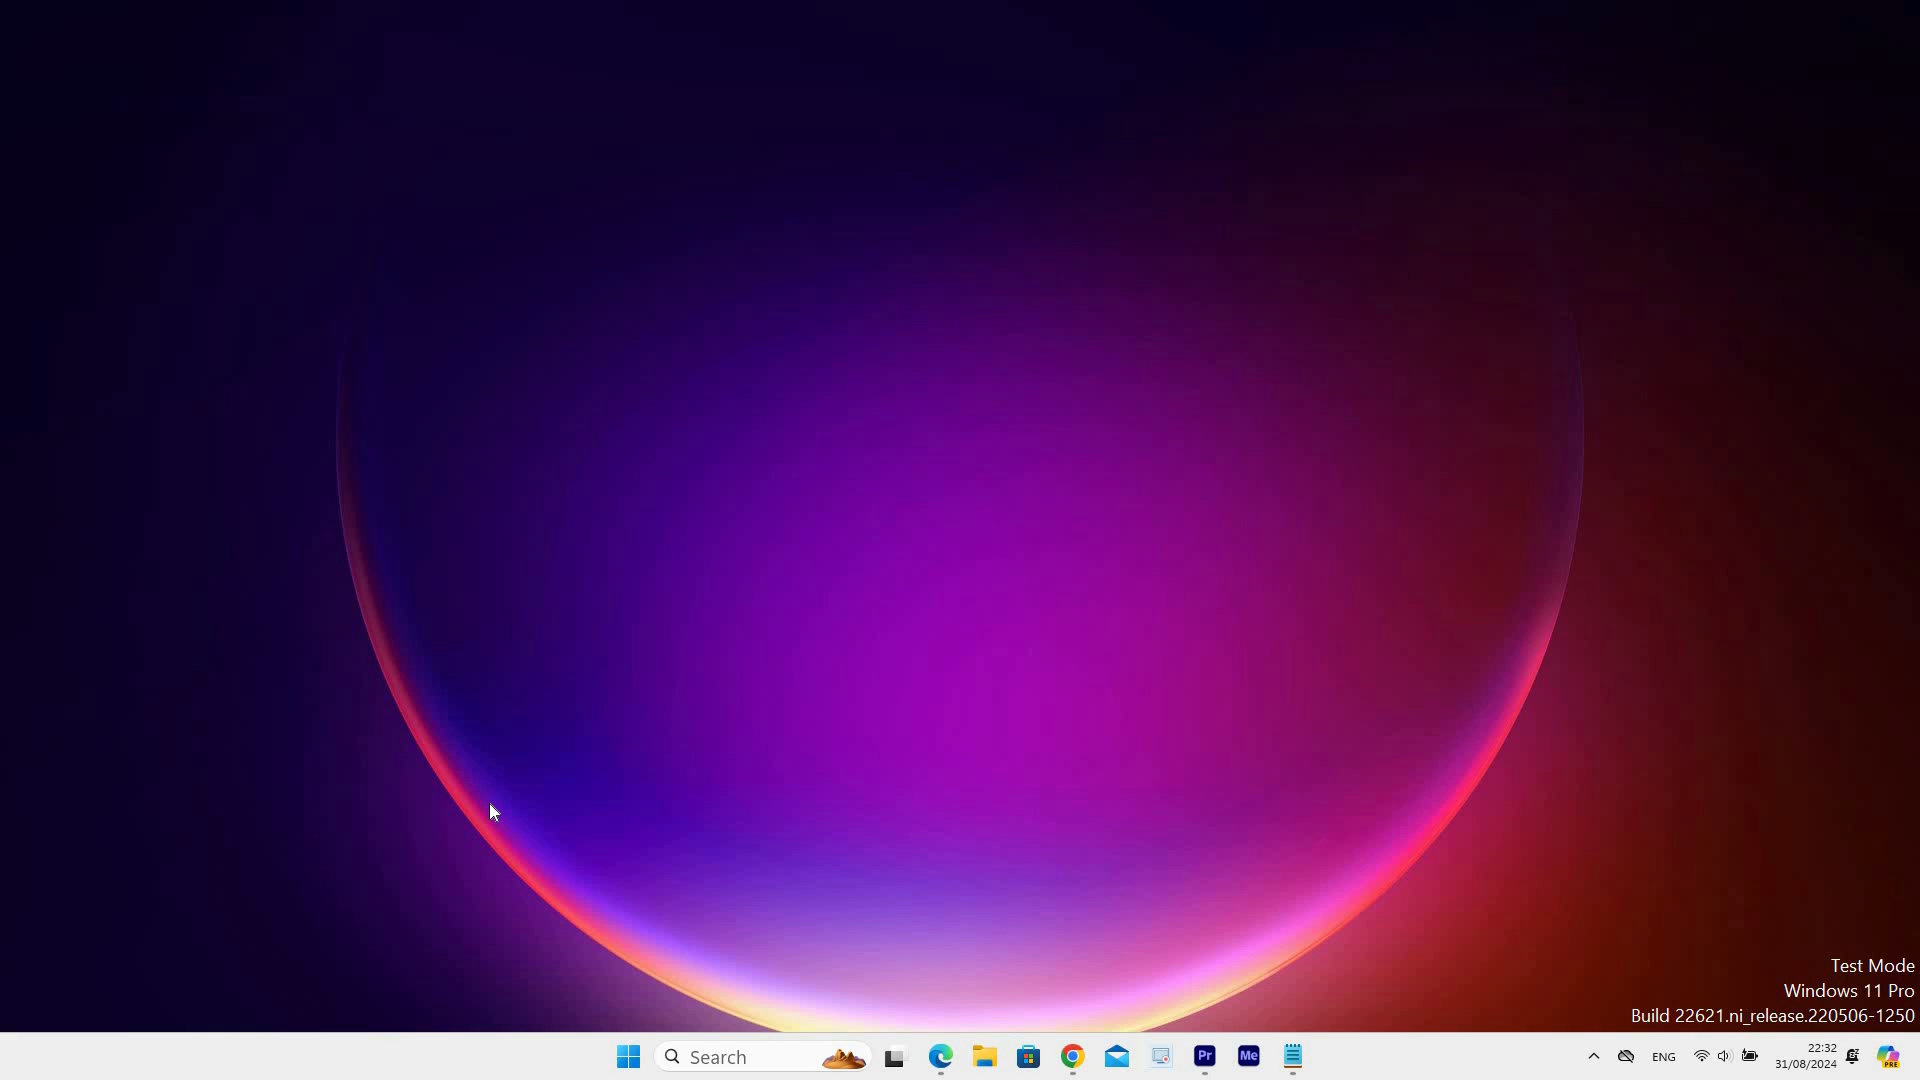 Test Mode
Windows 11 Pro
Build 22621.ni_release.220506-1250
Search
Pr
Me
ENG
22:32
31/08/2024
PRE